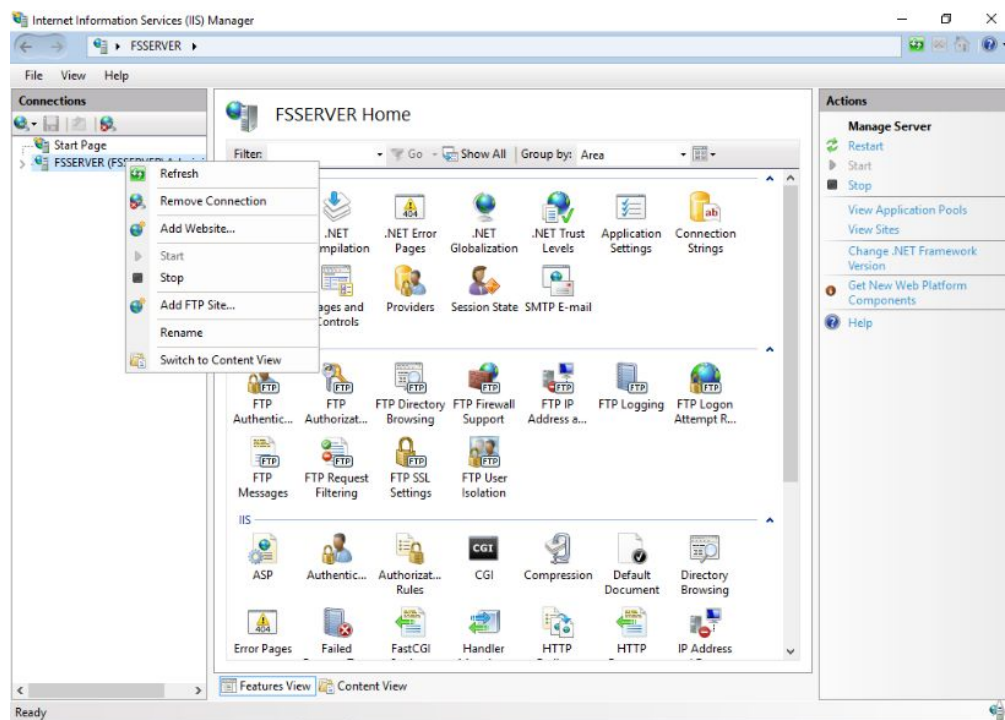 Internet Information Services (IIS) Manager
FSSERVER
File View Help
Connections
Start Page
FSSERVER (FSSERVER\Admini
Refresh
Remove Connection
Add Website...
Start
Stop
Add FTP Site...
Rename
Switch to Content View
FSSERVER Home
Filter: Go Show All Group by: Area
.NET .NET Error .NET .NET Trust Application Connection
mpilation Pages Globalization Levels Settings Strings
ages and Providers Session State SMTP E-mail
Controls
FTP FTP FTP Directory FTP Firewall FTP IP FTP Logging FTP Logon
Authentic... Authorizat... Browsing Support Address a... Attempt R...
FTP FTP Request FTP SSL FTP User
Messages Filtering Settings Isolation
IIS
ASP Authentic... Authorizat... CGI Compression Default Directory
Rules Document Browsing
Error Pages Failed FastCGI Handler HTTP HTTP IP Address
Features View Content View
Actions
Manage Server
Restart
Start
Stop
View Application Pools
View Sites
Change .NET Framework
Version
Get New Web Platform
Components
Help
Ready